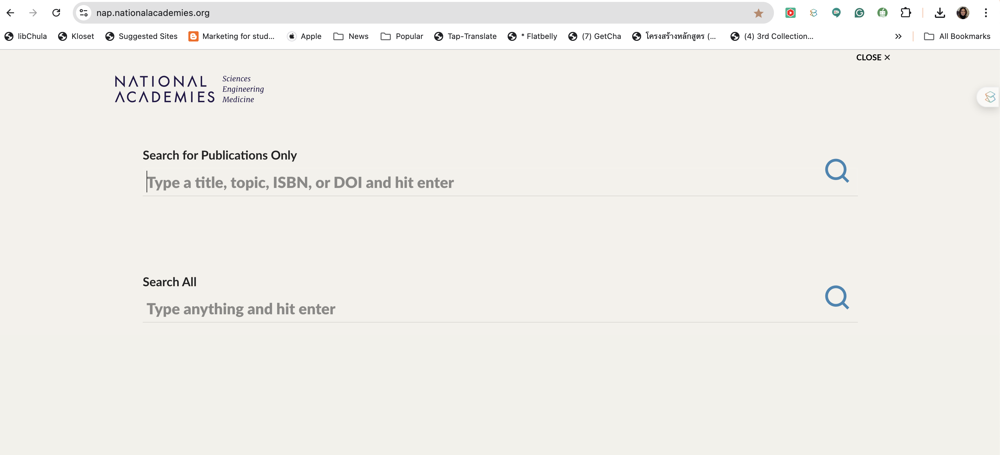 nap.nationalacademies.org
libChula Kloset Suggested Sites Marketing for stud... Apple News Popular Tap-Translate * Flatbelly (7) GetCha โครงสร้างหลักสูตร (... (4) 3rd Collection... All Bookmarks
CLOSE ×
NATIONAL
ACADEMIES
Sciences
Engineering
Medicine
Search for Publications Only
Type a title, topic, ISBN, or DOI and hit enter
Search All
Type anything and hit enter